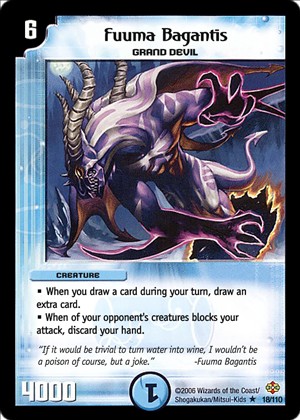 6
Fuuma Bagantis
GRAND DEVIL
CREATURE
▪ When you draw a card during your turn, draw an
extra card.
▪ When of your opponent's creatures blocks your
attack, discard your hand.
"If it would be trivial to turn water into wine, I wouldn't be
a poison of course, but a joke." -Fuuma Bagantis
4000
1
©2006 Wizards of the Coast/
Shogakukan/Mitsui-Kids ★ 18/110